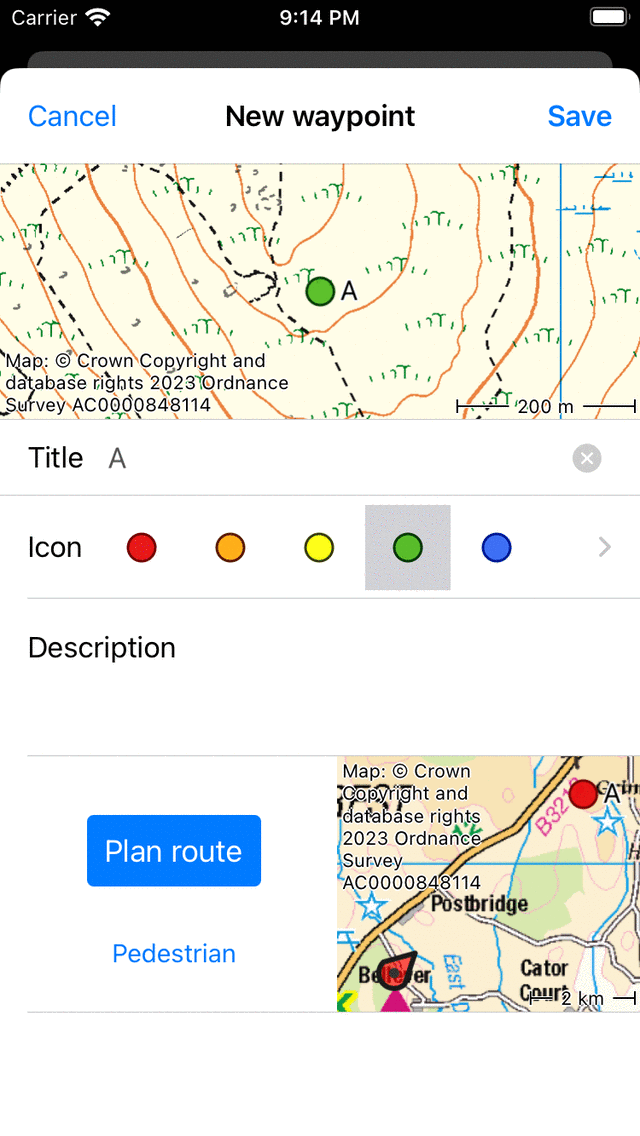 Carrier
9:14 PM
Cancel
New waypoint
Save
A
Map: © Crown Copyright and
database rights 2023 Ordnance
Survey AC0000848114
200 m
Title A
Icon
Description
Map: © Crown
Copyright and
database rights
2023 Ordnance
Survey
AC0000848114
A
Plan route
Postbridge
Pedestrian
East
Cator
Court
2 km